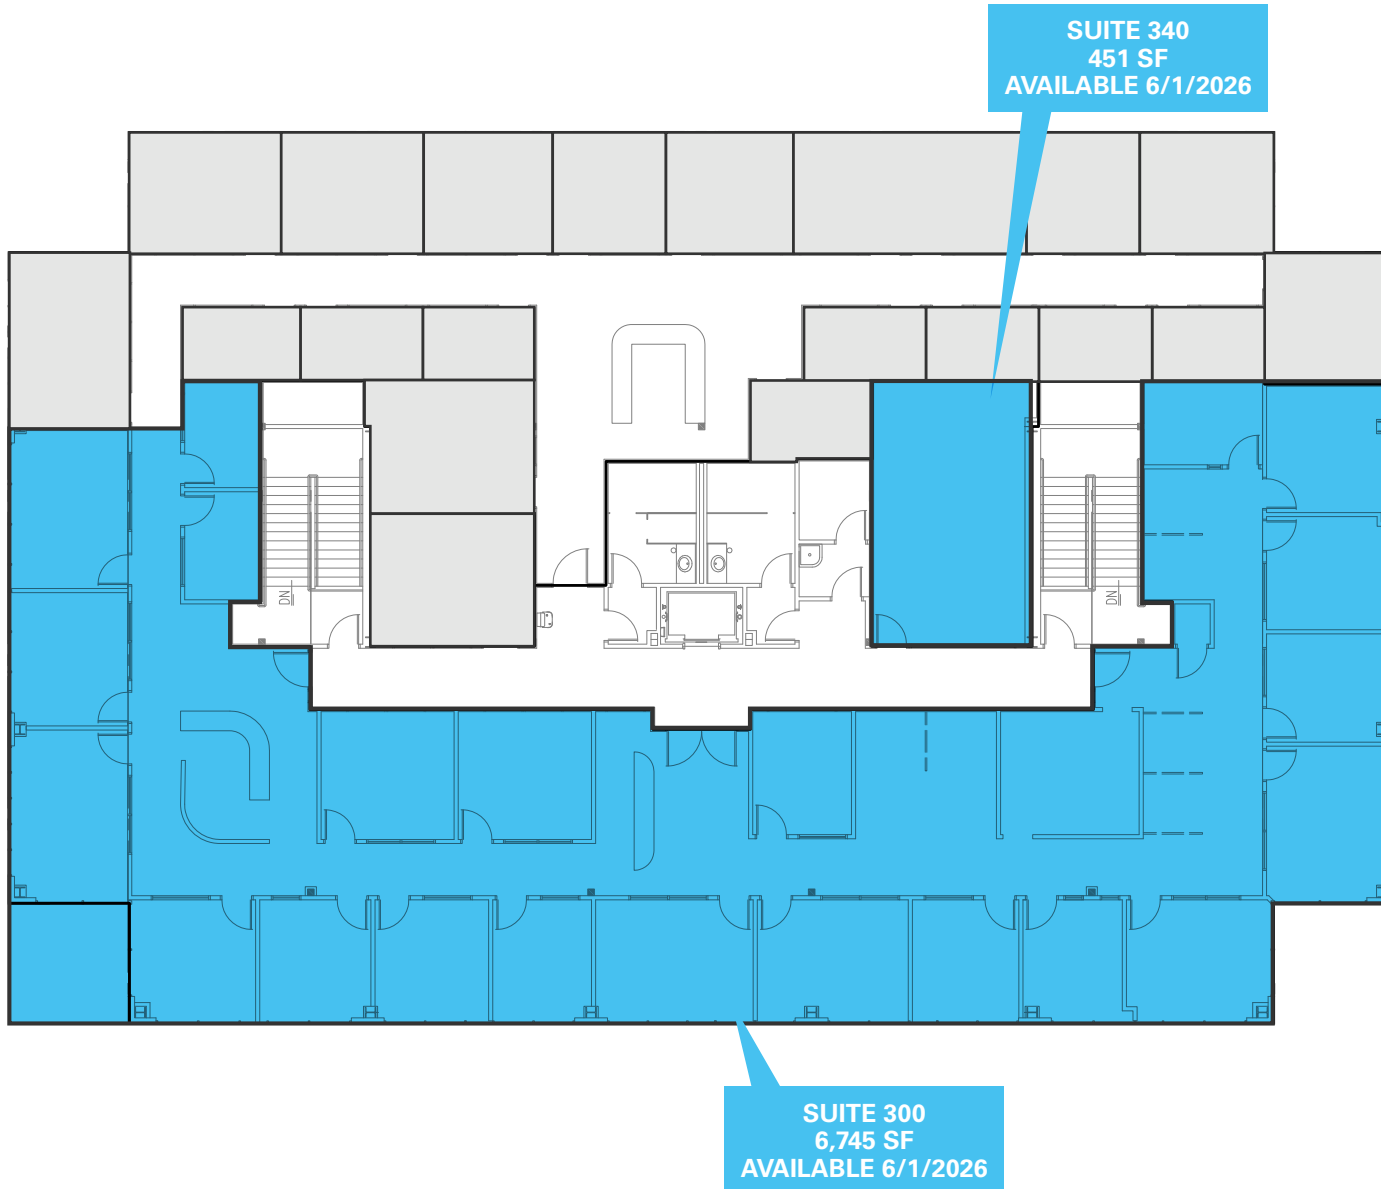 SUITE 340
451 SF
AVAILABLE 6/1/2026
DN
DN
SUITE 300
6,745 SF
AVAILABLE 6/1/2026